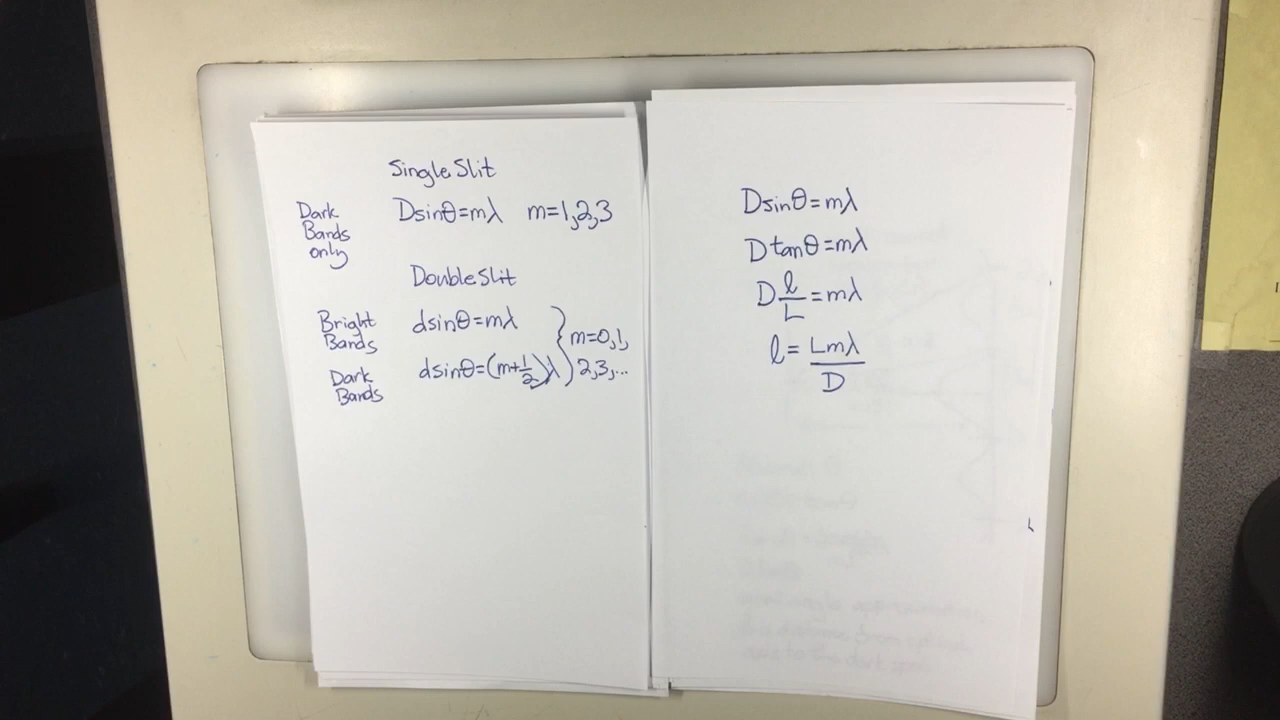 Single Slit
Dark Bands only Dsinθ=mλ m=1,2,3
Double Slit
Bright Bands dsinθ=mλ } m=0,1,
Dark Bands dsinθ=(m+1/2)λ } 2,3,...
Dsinθ=mλ
Dtanθ=mλ
D ℓ/L=mλ
ℓ= Lmλ/D